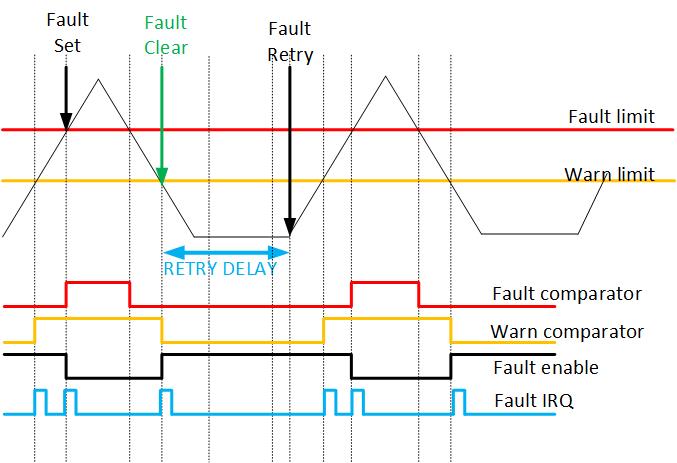 Fault
Set
Fault
Clear
Fault
Retry
Fault limit
Warn limit
RETRY DELAY
Fault comparator
Warn comparator
Fault enable
Fault IRQ